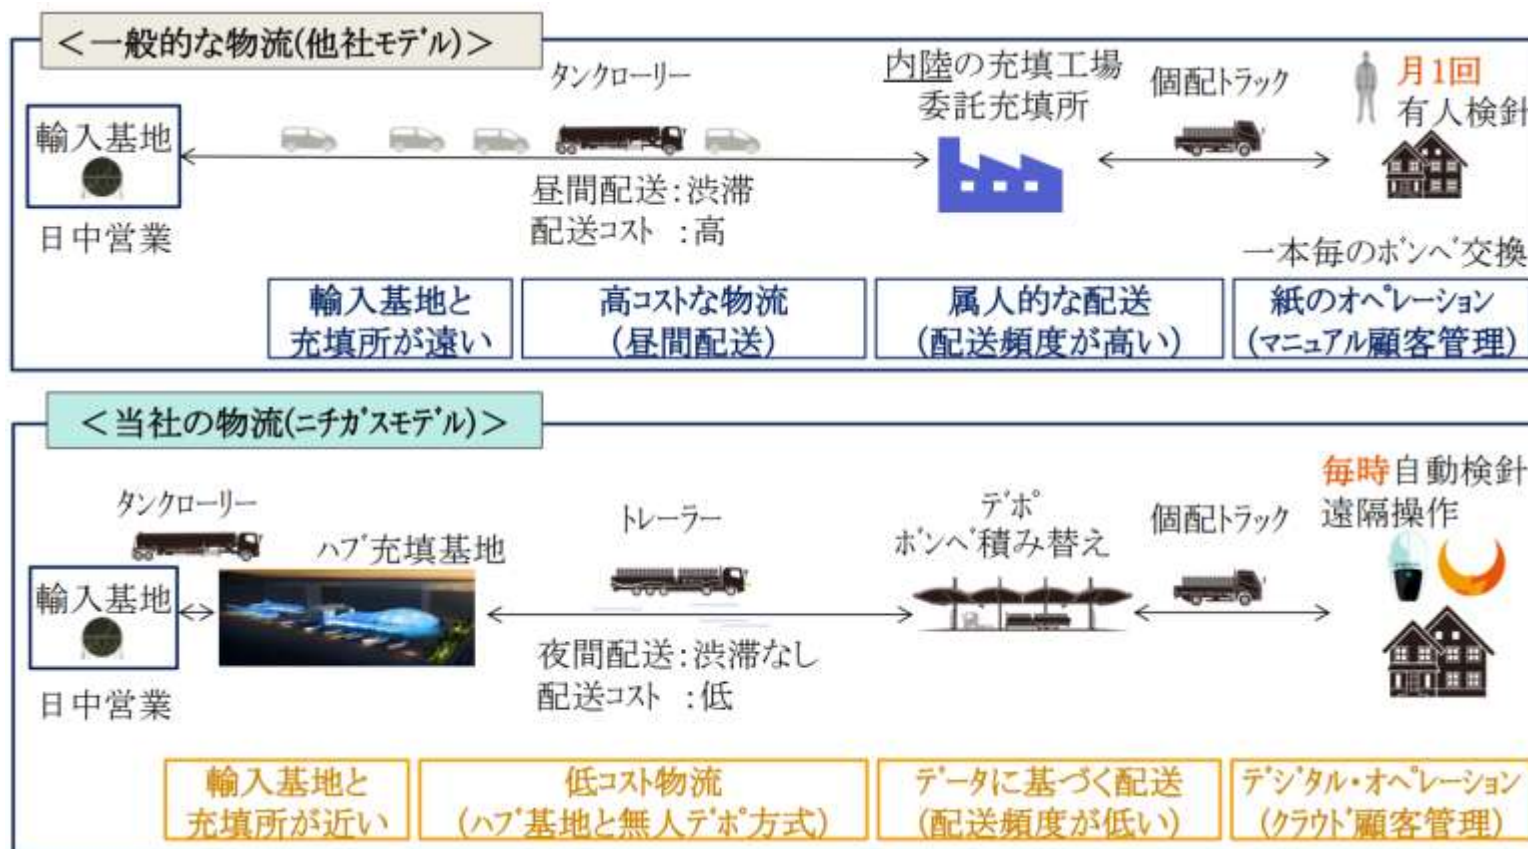 ＜一般的な物流(他社モデル)＞
タンクローリー
内陸の充填工場
委託充填所
個配トラック
月1回
有人検針
輸入基地
日中営業
昼間配送:渋滞
配送コスト :高
一本毎のボンベ交換
輸入基地と
充填所が遠い
高コストな物流
(昼間配送)
属人的な配送
(配送頻度が高い)
紙のオペレーション
(マニュアル顧客管理)
＜当社の物流(ニチガスモデル)＞
タンクローリー
ハブ充填基地
トレーラー
デポ
ボンベ積み替え
個配トラック
毎時自動検針
遠隔操作
輸入基地
日中営業
夜間配送:渋滞なし
配送コスト :低
輸入基地と
充填所が近い
低コスト物流
(ハブ基地と無人デポ方式)
データに基づく配送
(配送頻度が低い)
デジタル・オペレーション
(クラウド顧客管理)